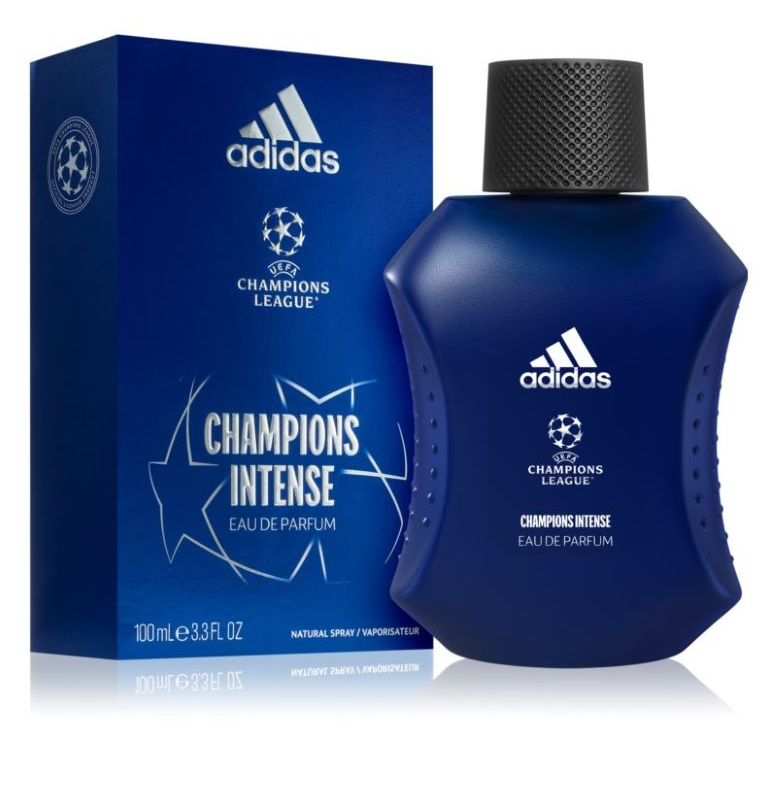 adidas
UEFA
CHAMPIONS
LEAGUE®
CHAMPIONS
INTENSE
EAU DE PARFUM
100 mL e 3.3 FL OZ
NATURAL SPRAY / VAPORISATEUR
adidas
UEFA
CHAMPIONS
LEAGUE®
CHAMPIONS INTENSE
EAU DE PARFUM